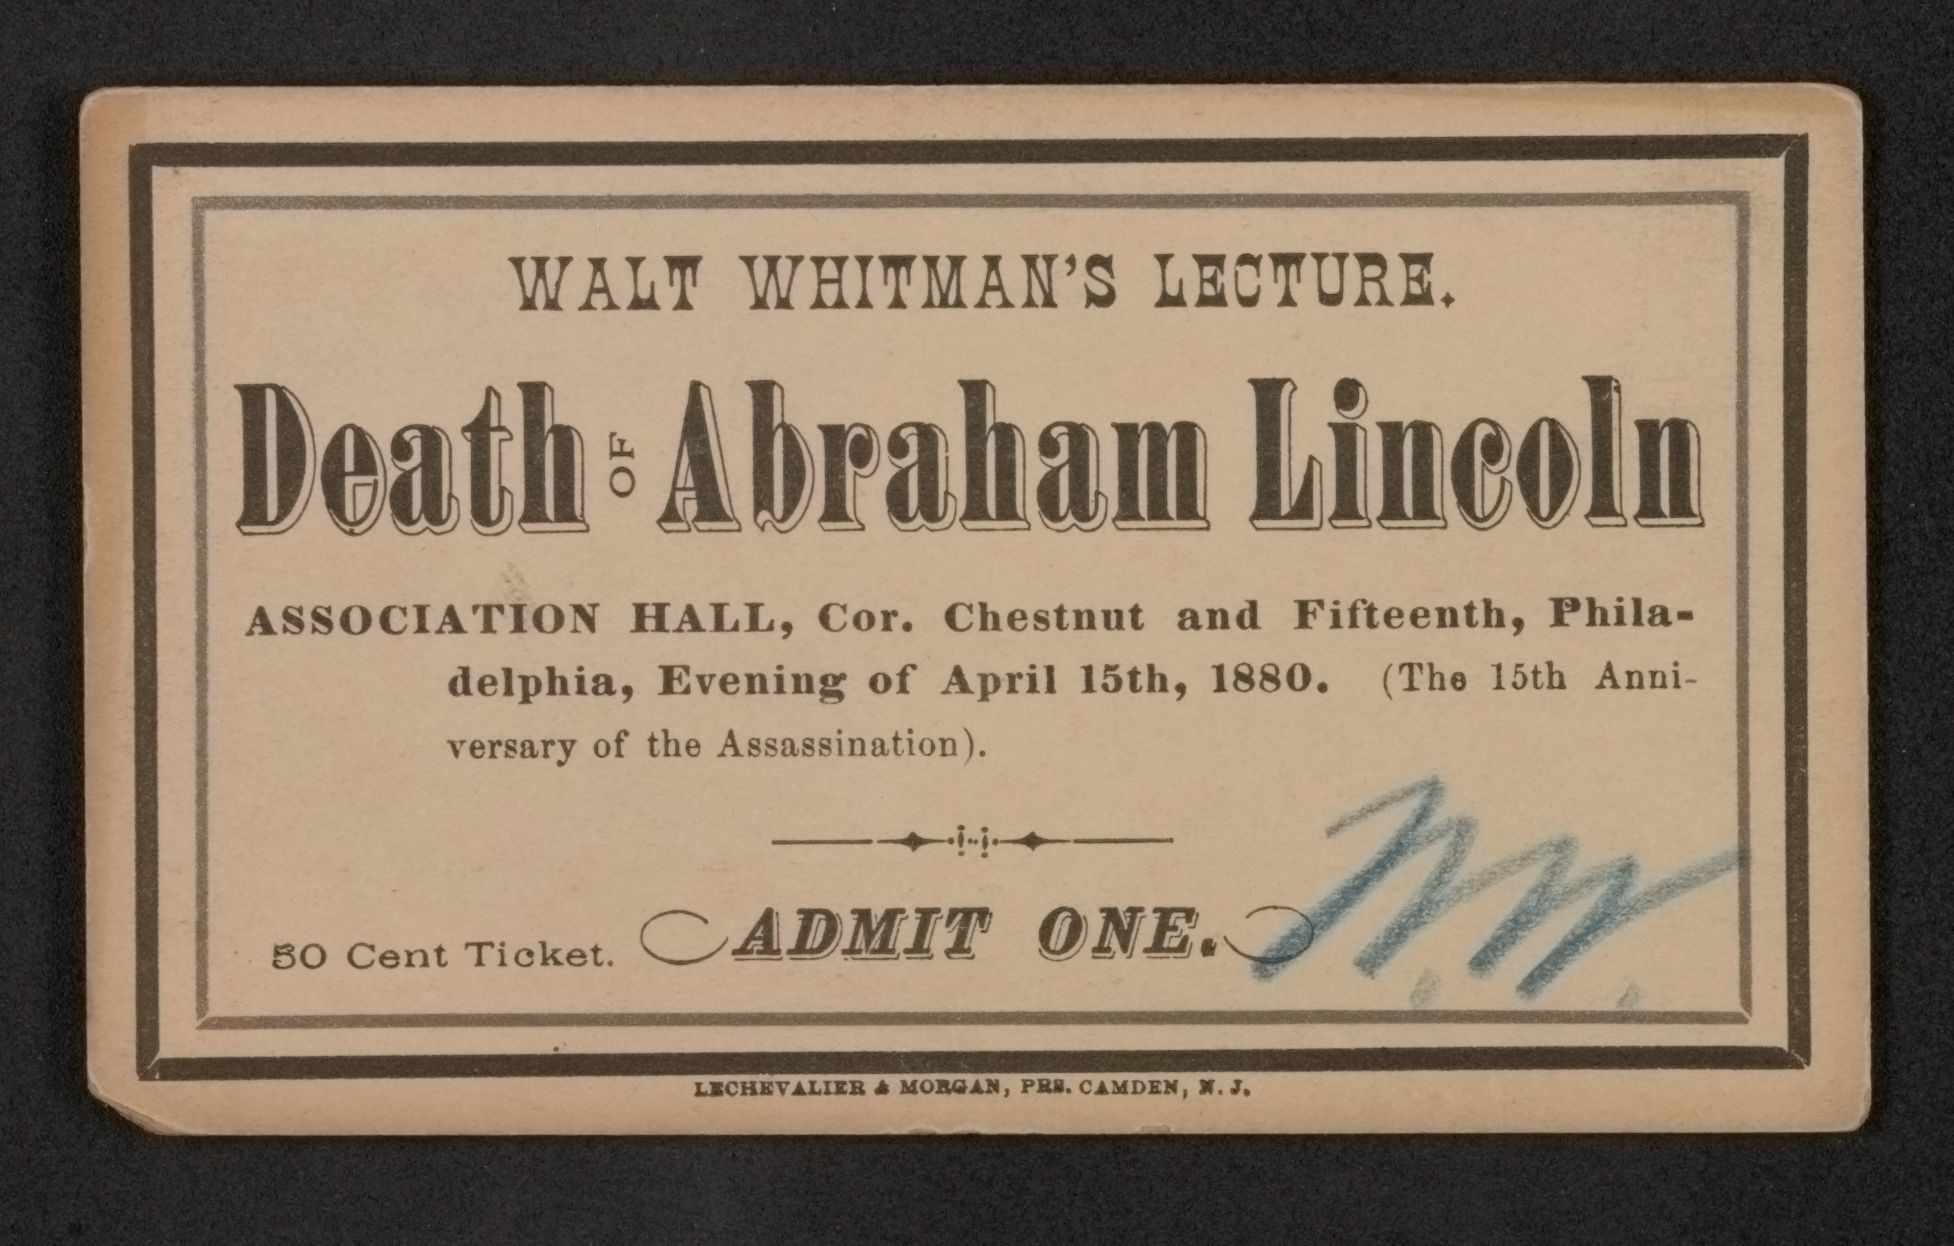 WALT WHITMAN'S LECTURE.
Death OF Abraham Lincoln
ASSOCIATION HALL, Cor. Chestnut and Fifteenth, Phila-
delphia, Evening of April 15th, 1880. (The 15th Anni-
versary of the Assassination).
50 Cent Ticket. ADMIT ONE.
W.W.
LECHEVALIER & MORGAN, PRS. CAMDEN, N. J.